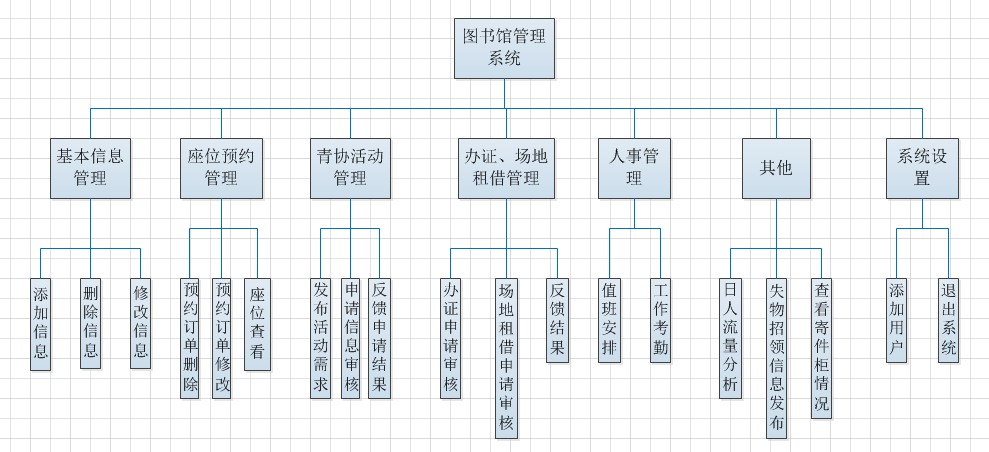 图书馆管理
系统
基本信息
管理
座位预约
管理
青协活动
管理
办证、场地
租借管理
人事管
理
其他
系统设
置
添加信息
删除信息
修改信息
预约订单删除
预约订单修改
座位查看
发布活动需求
申请信息审核
反馈申请结果
办证申请审核
场地租借申请审核
反馈结果
值班安排
工作考勤
日人流量分析
失物招领信息发布
查看寄件柜情况
添加用户
退出系统